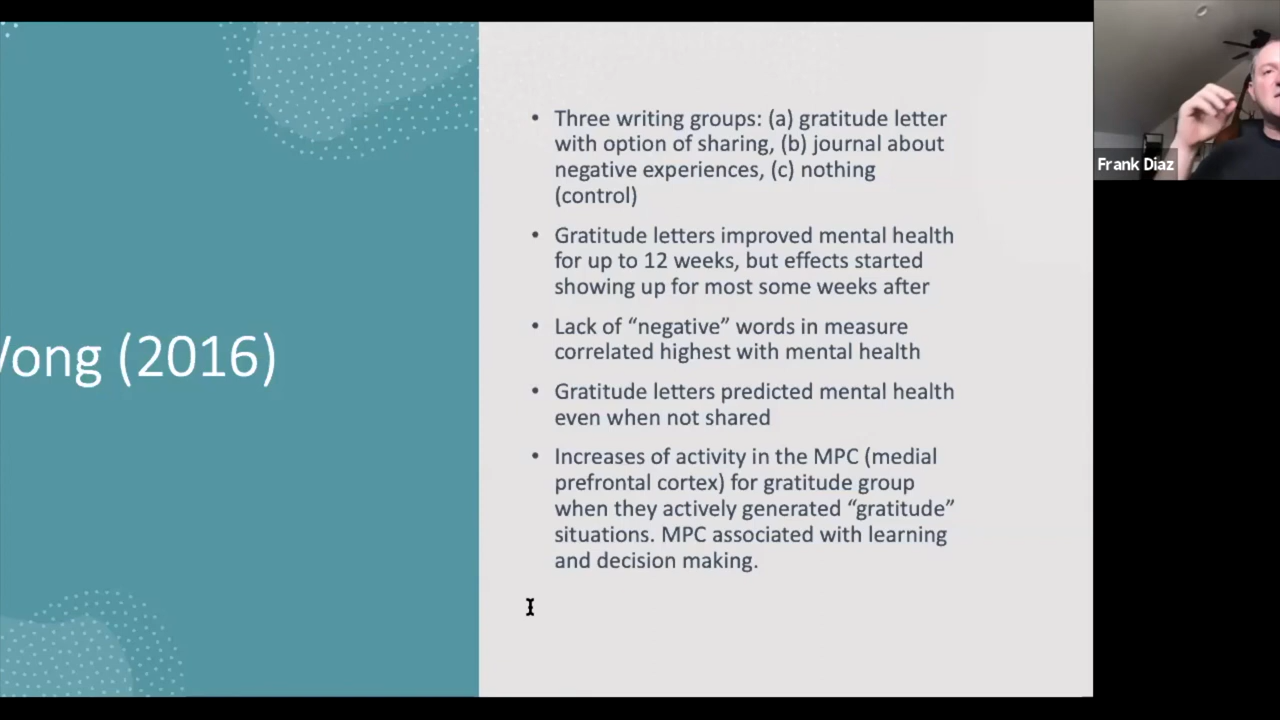 ong (2016)
• Three writing groups: (a) gratitude letter
with option of sharing, (b) journal about
negative experiences, (c) nothing
(control)
• Gratitude letters improved mental health
for up to 12 weeks, but effects started
showing up for most some weeks after
• Lack of “negative” words in measure
correlated highest with mental health
• Gratitude letters predicted mental health
even when not shared
• Increases of activity in the MPC (medial
prefrontal cortex) for gratitude group
when they actively generated “gratitude”
situations. MPC associated with learning
and decision making.
Frank Diaz